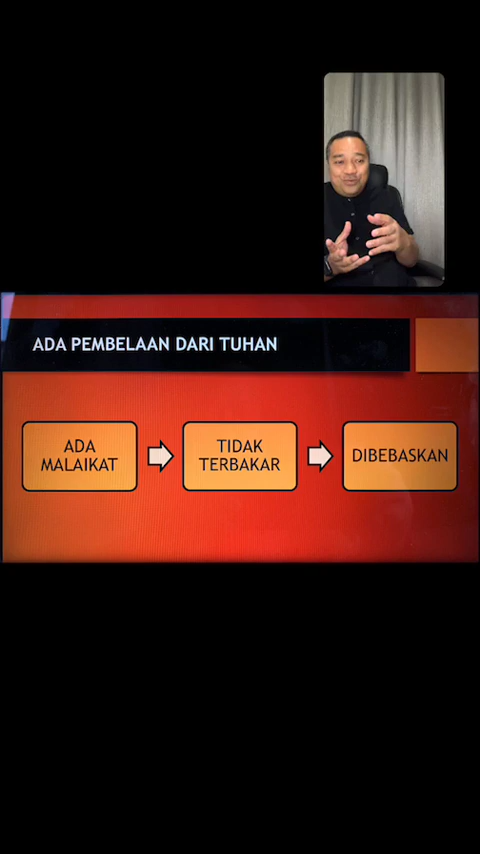 ADA PEMBELAAN DARI TUHAN
ADA
MALAIKAT
TIDAK
TERBAKAR
DIBEBASKAN